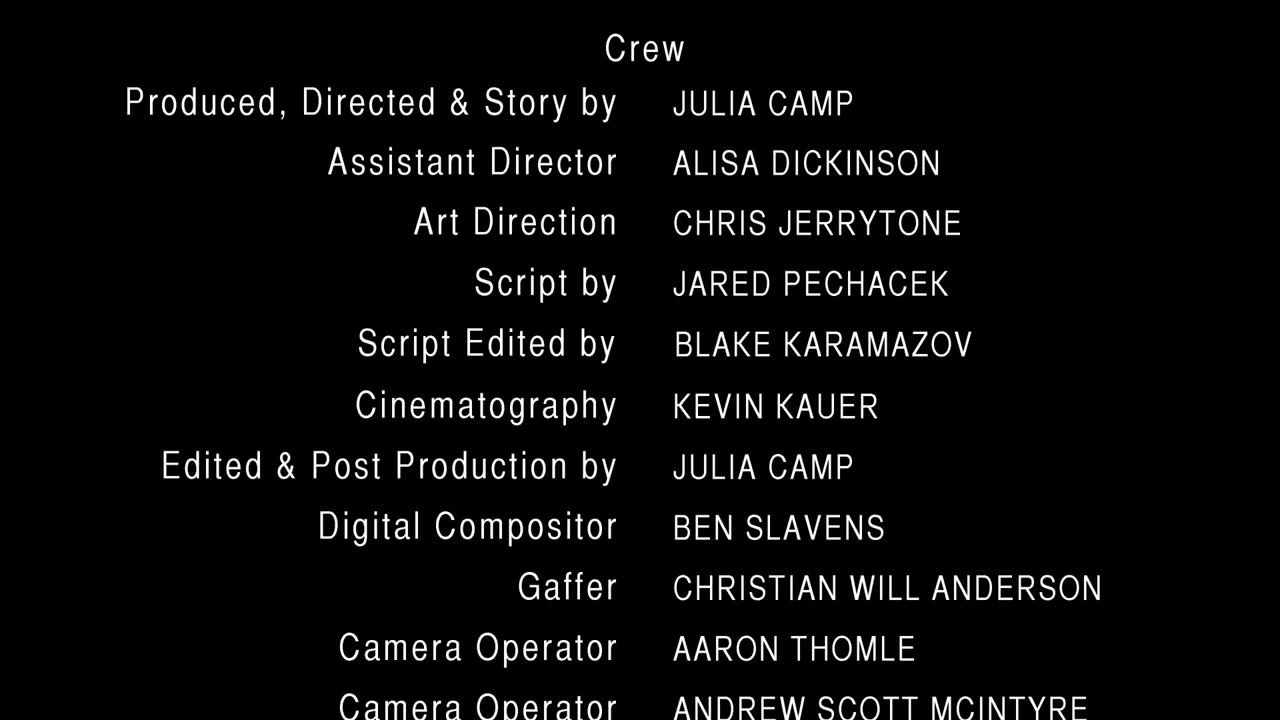 Crew
Produced, Directed & Story by JULIA CAMP
Assistant Director ALISA DICKINSON
Art Direction CHRIS JERRYTONE
Script by JARED PECHACEK
Script Edited by BLAKE KARAMAZOV
Cinematography KEVIN KAUER
Edited & Post Production by JULIA CAMP
Digital Compositor BEN SLAVENS
Gaffer CHRISTIAN WILL ANDERSON
Camera Operator AARON THOMLE
Camera Operator ANDREW SCOTT MCINTYRE